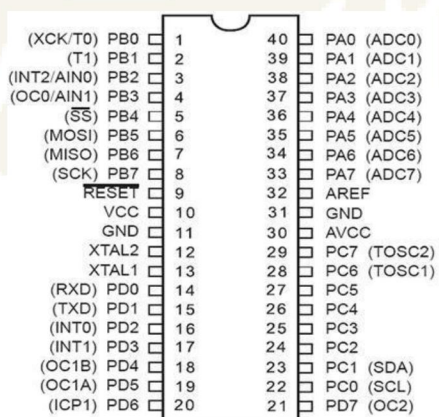 (XCK/T0) PB0 1 40 PA0 (ADC0)
(T1) PB1 2 39 PA1 (ADC1)
(INT2/AIN0) PB2 3 38 PA2 (ADC2)
(OC0/AIN1) PB3 4 37 PA3 (ADC3)
(SS) PB4 5 36 PA4 (ADC4)
(MOSI) PB5 6 35 PA5 (ADC5)
(MISO) PB6 7 34 PA6 (ADC6)
(SCK) PB7 8 33 PA7 (ADC7)
RESET 9 32 AREF
VCC 10 31 GND
GND 11 30 AVCC
XTAL2 12 29 PC7 (TOSC2)
XTAL1 13 28 PC6 (TOSC1)
(RXD) PD0 14 27 PC5
(TXD) PD1 15 26 PC4
(INT0) PD2 16 25 PC3
(INT1) PD3 17 24 PC2
(OC1B) PD4 18 23 PC1 (SDA)
(OC1A) PD5 19 22 PC0 (SCL)
(ICP1) PD6 20 21 PD7 (OC2)